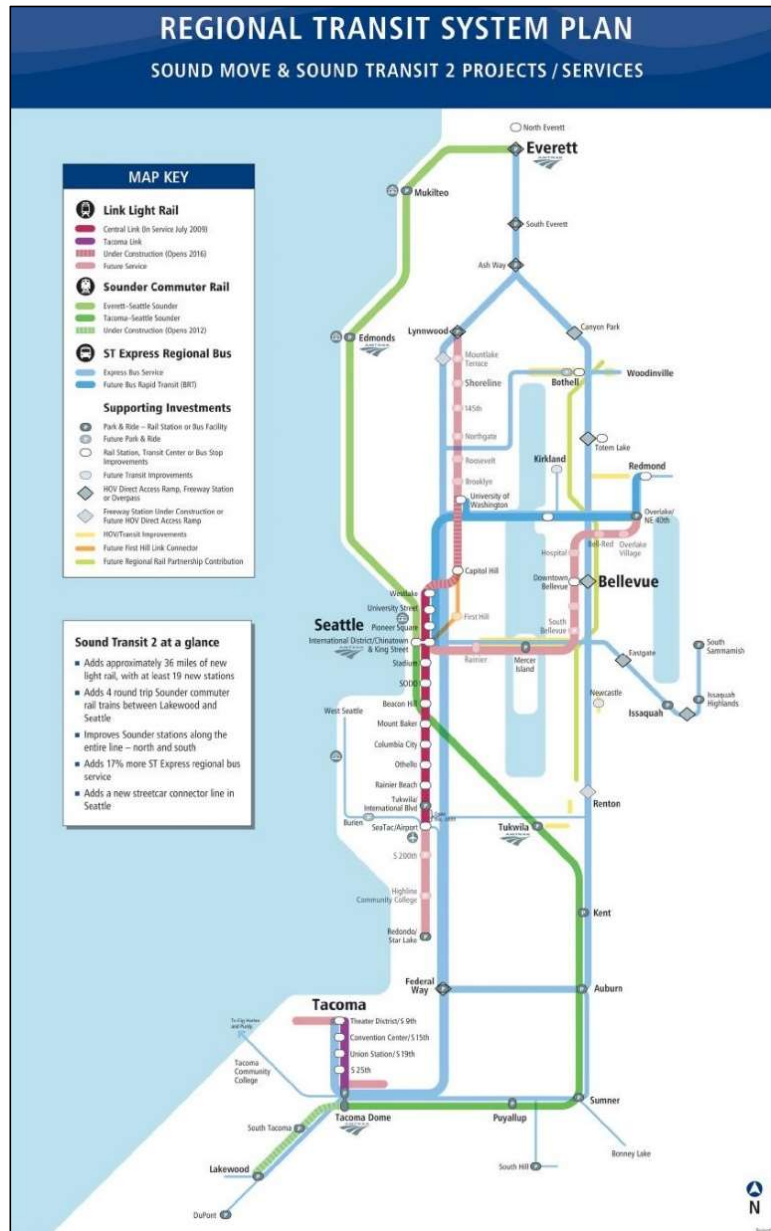 REGIONAL TRANSIT SYSTEM PLAN
SOUND MOVE & SOUND TRANSIT 2 PROJECTS / SERVICES
MAP KEY
Link Light Rail
Central Link (In Service July 2009)
Tacoma Link
Under Construction (Opens 2016)
Future Service
Sounder Commuter Rail
Everett–Seattle Sounder
Tacoma–Seattle Sounder
Under Construction (Opens 2012)
ST Express Regional Bus
Express Bus Service
Future Bus Rapid Transit (BRT)
Supporting Investments
Park & Ride – Rail Station or Bus Facility
Future Park & Ride
Rail Station, Transit Center or Bus Stop
Improvements
Future Transit Improvements
HOV Direct Access Ramp, Freeway Station
or Overpass
Freeway Station Under Construction or
Future HOV Direct Access Ramp
HOV/Transit Improvements
Future First Hill Link Connector
Future Regional Rail Partnership Contribution
Sound Transit 2 at a glance
Adds approximately 36 miles of new
light rail, with at least 19 new stations
Adds 4 round trip Sounder commuter
rail trains between Lakewood and
Seattle
Improves Sounder stations along the
entire line – north and south
Adds 17% more ST Express regional bus
service
Adds a new streetcar connector line in
Seattle
North Everett
Everett
Mukilteo
South Everett
Ash Way
Edmonds
Lynnwood
Canyon Park
Mountlake
Terrace
Shoreline
Bothell
Woodinville
145th
Northgate
Totem Lake
Roosevelt
Kirkland
Redmond
Brooklyn
University of
Washington
Overlake/
NE 40th
Hospital
Bel-Red
Overlake
Village
Capitol Hill
Downtown
Bellevue
Bellevue
Westlake
University Street
Pioneer Square
First Hill
South
Bellevue
Seattle
International District/Chinatown
& King Street
Rainier
Mercer
Island
Eastgate
South
Sammamish
Stadium
SODO
Newcastle
Issaquah
Issaquah
Highlands
Beacon Hill
West Seattle
Mount Baker
Columbia City
Othello
Rainier Beach
Tukwila/
International Blvd
Renton
Burien
SeaTac/Airport
Tukwila
S 200th
Highline
Community College
Kent
Redondo/
Star Lake
Federal
Way
Auburn
Tacoma
Theater District/S 9th
Convention Center/S 15th
Union Station/S 19th
S 25th
Tacoma
Community
College
Tacoma Dome
Puyallup
Sumner
South Tacoma
Bonney Lake
Lakewood
South Hill
DuPont
N